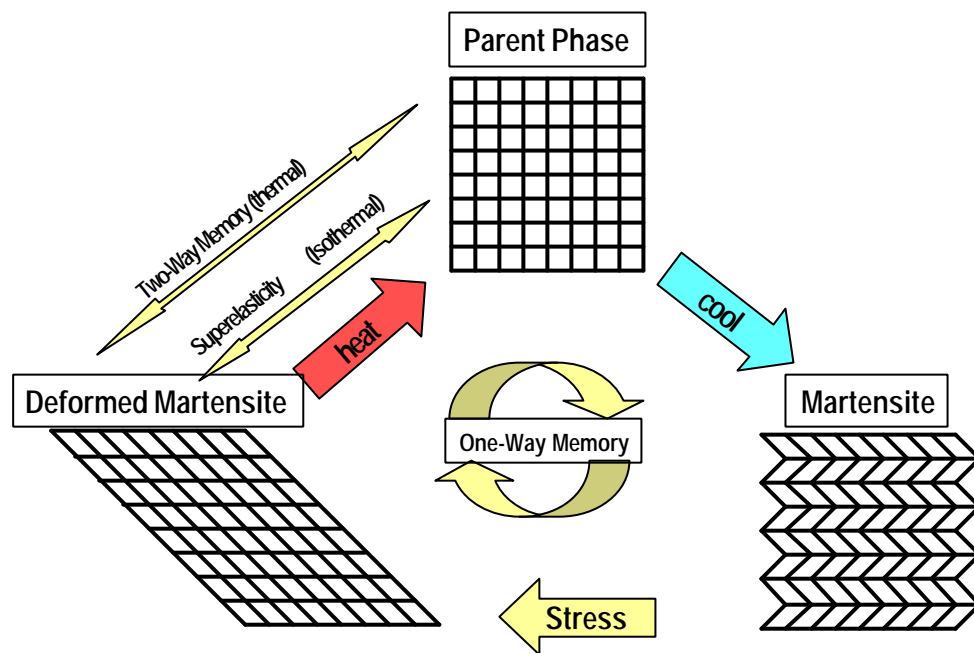 Parent Phase
Two-Way Memory (thermal)
Superelasticity (Isothermal)
heat
cool
Deformed Martensite
One-Way Memory
Martensite
Stress